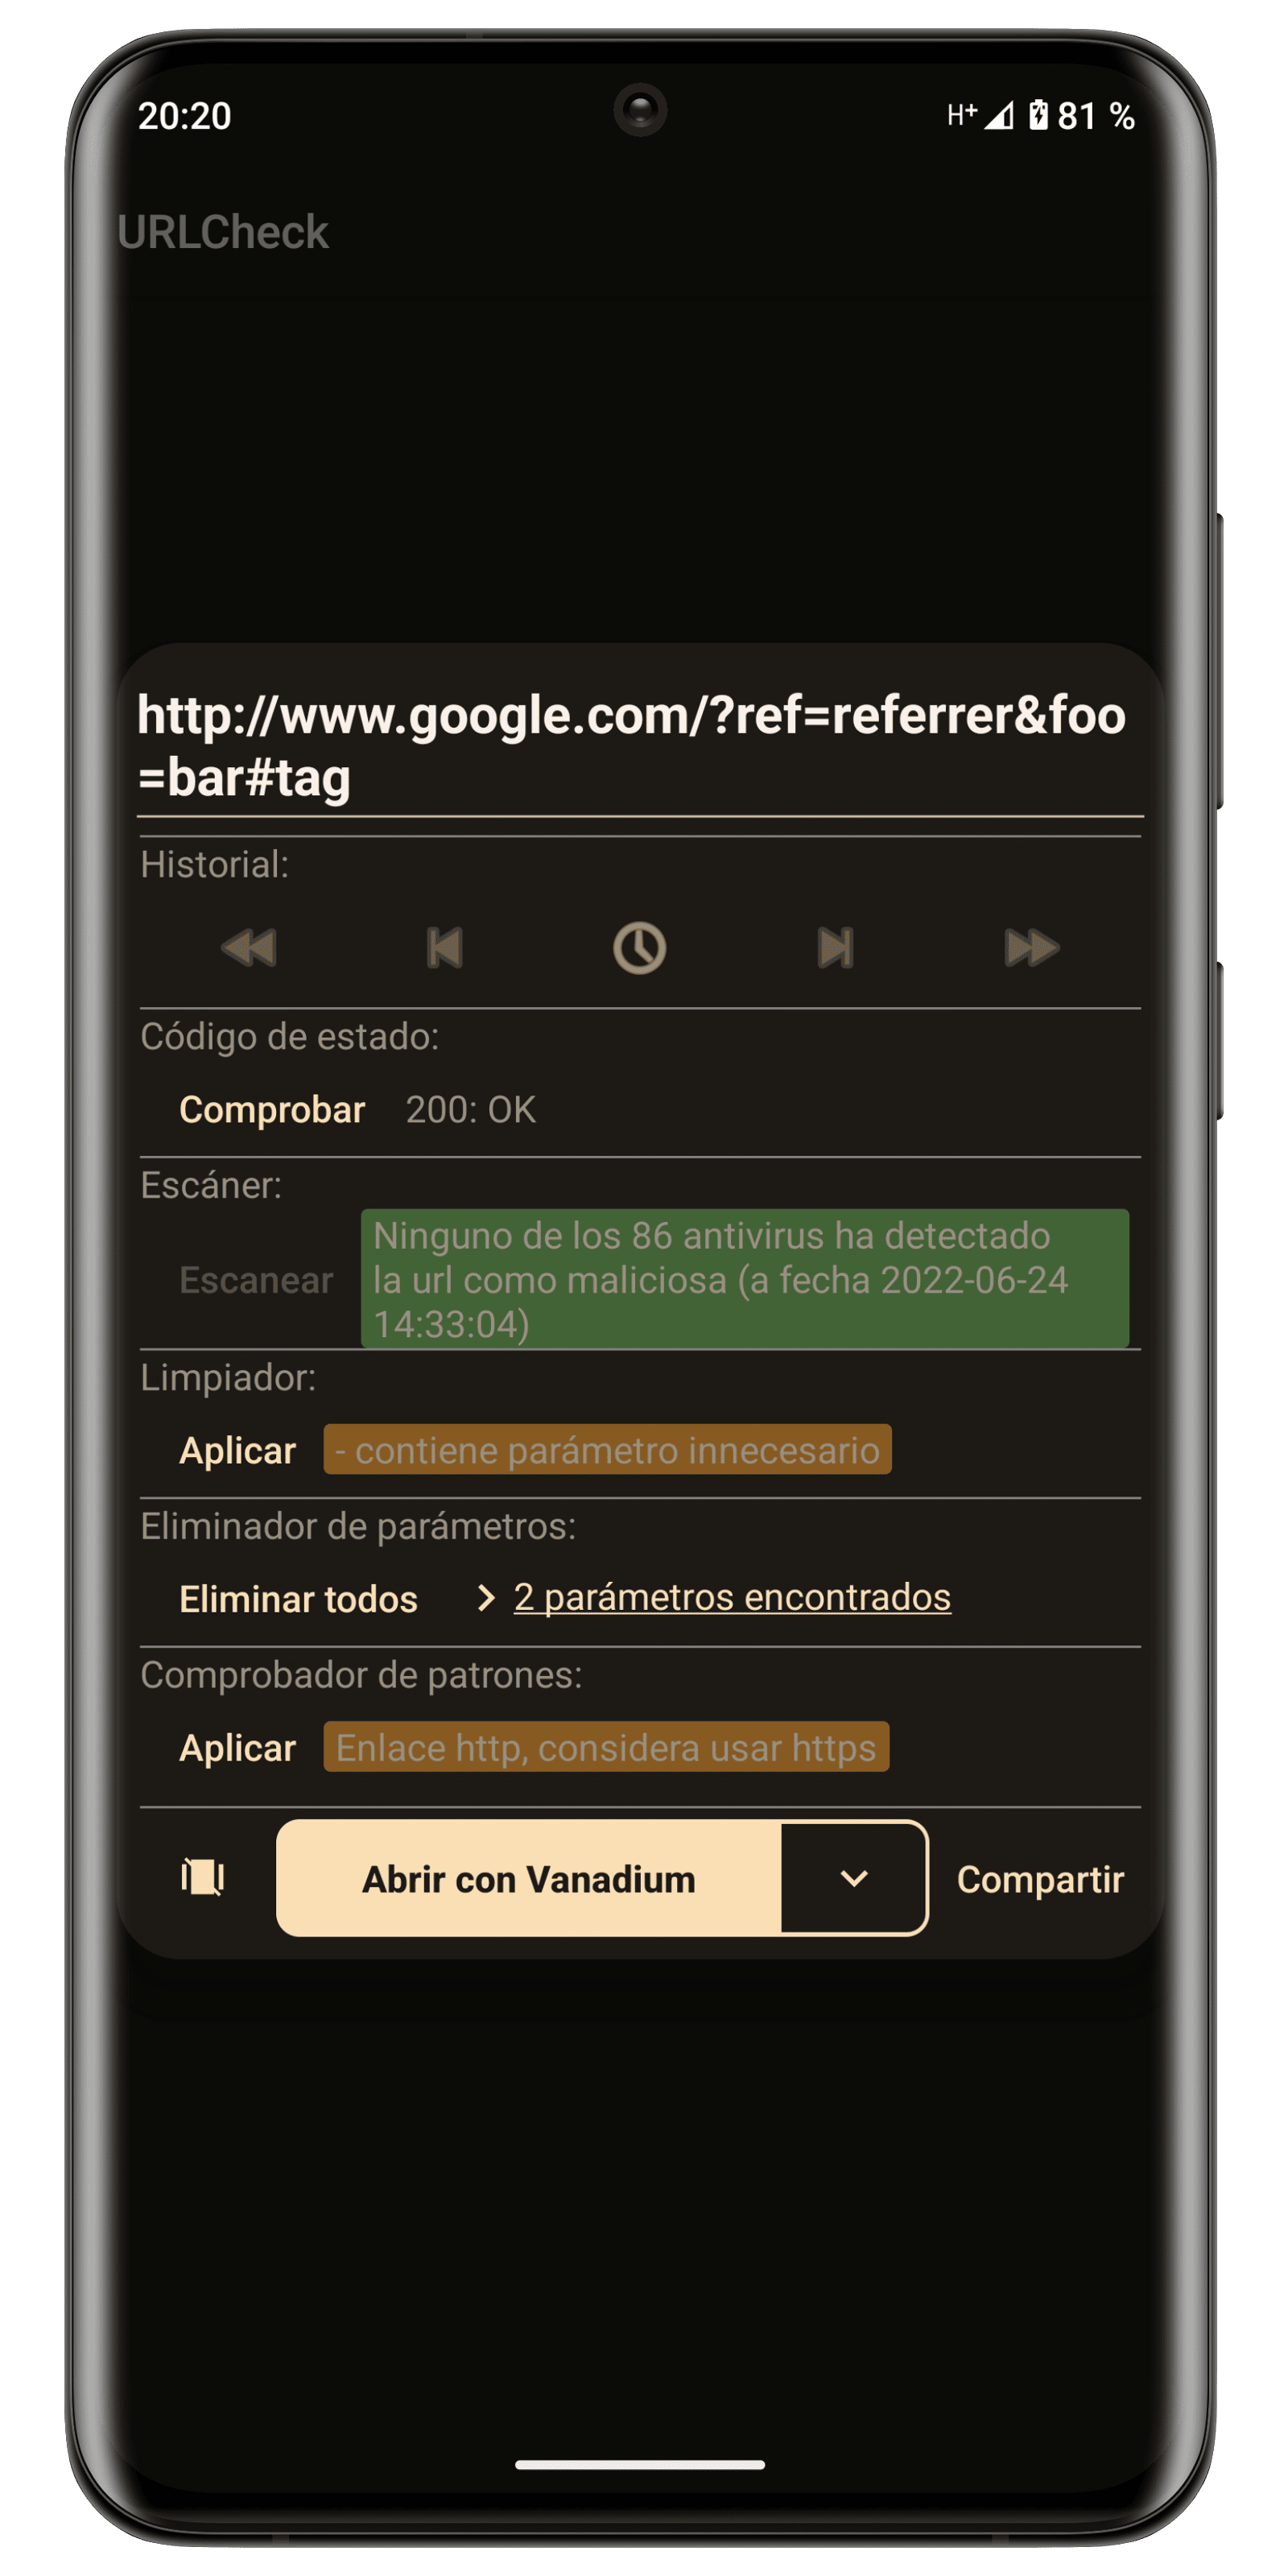 20:20
H+ 81 %
URLCheck
http://www.google.com/?ref=referrer&foo
=bar#tag
Historial:
Código de estado:
Comprobar 200: OK
Escáner:
Escanear
Ninguno de los 86 antivirus ha detectado
la url como maliciosa (a fecha 2022-06-24
14:33:04)
Limpiador:
Aplicar - contiene parámetro innecesario
Eliminador de parámetros:
Eliminar todos 2 parámetros encontrados
Comprobador de patrones:
Aplicar Enlace http, considera usar https
Abrir con Vanadium Compartir